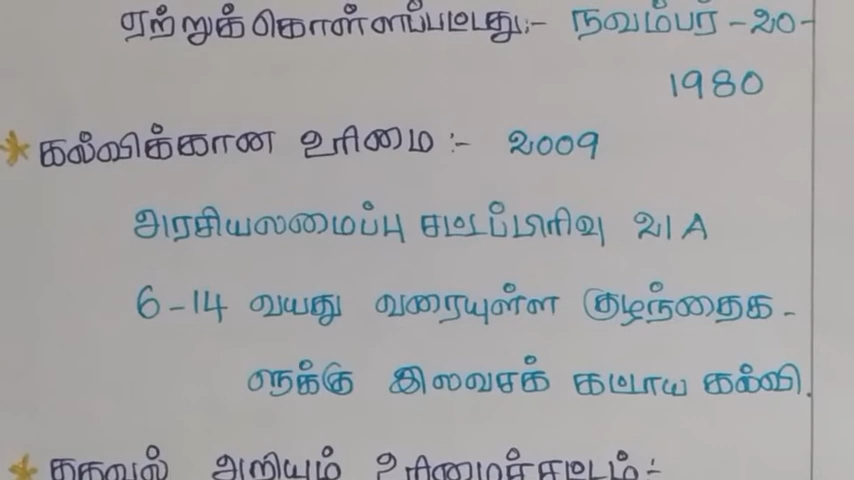 ஏற்றுக்கொள்ளப்பட்டது:- நவம்பர் -20-
1980
* கல்விக்கான உரிமை :- 2009
அரசியலமைப்பு சட்டப்பிரிவு 21A
6-14 வயது வரையுள்ள குழந்தைக-
ளுக்கு இலவசக் கட்டாய கல்வி.
* தகவல் அறியும் உரிமைச்சட்டம் :-